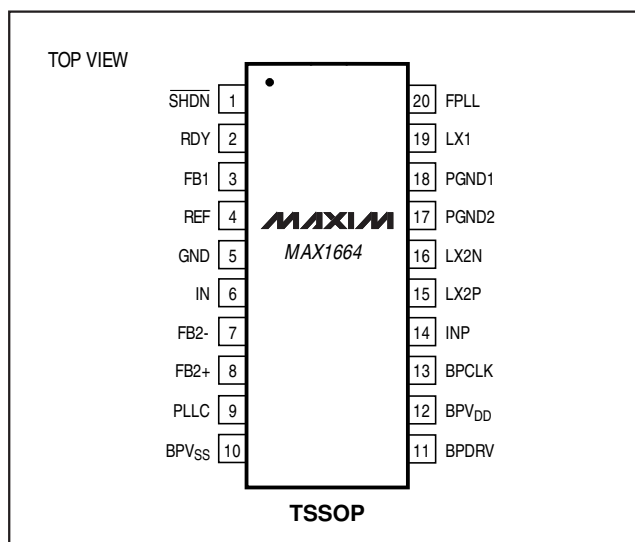 TOP VIEW
S̅H̅D̅N̅ 1
RDY 2
FB1 3
REF 4
GND 5
IN 6
FB2- 7
FB2+ 8
PLLC 9
BPVSS 10
MAXIM
MAX1664
20 FPLL
19 LX1
18 PGND1
17 PGND2
16 LX2N
15 LX2P
14 INP
13 BPCLK
12 BPVDD
11 BPDRV
TSSOP